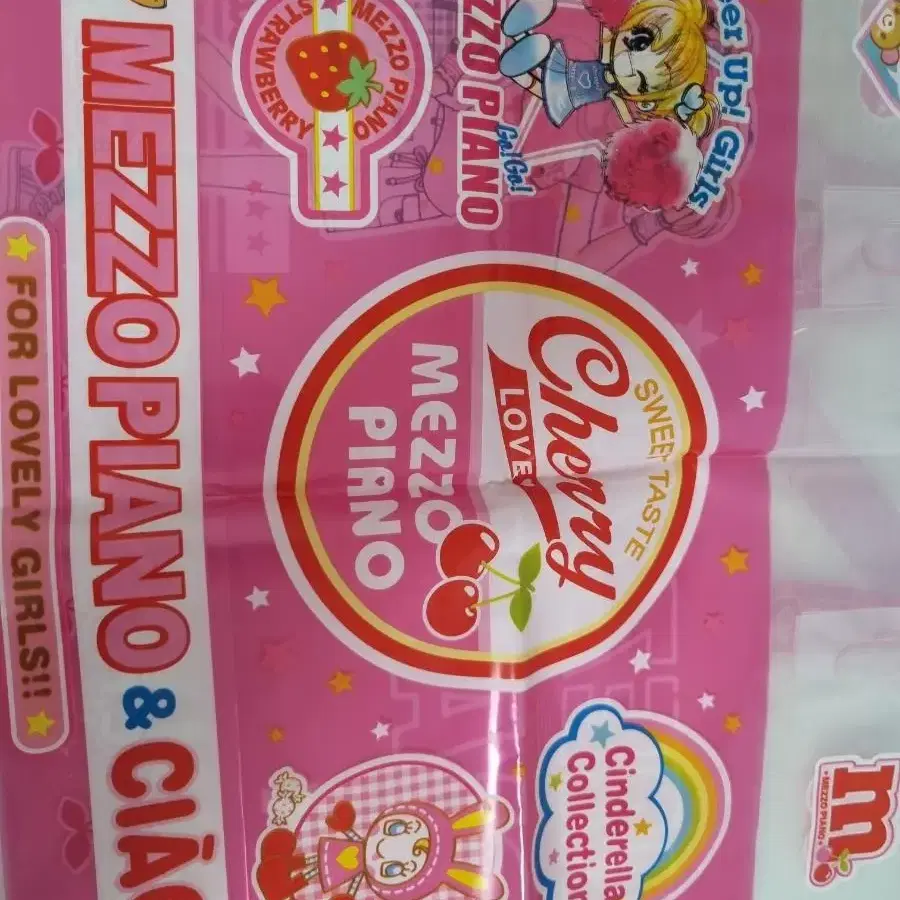 Cheer Up! Girls
Go! Go!
MEZZO PIANO
MEZZO PIANO
STRAWBERRY
SWEET TASTE
Cherry
LOVE
MEZZO
PIANO
m
MEZZO PIANO
Cinderella
Collection
MEZZO PIANO & CIAO
FOR LOVELY GIRLS!!